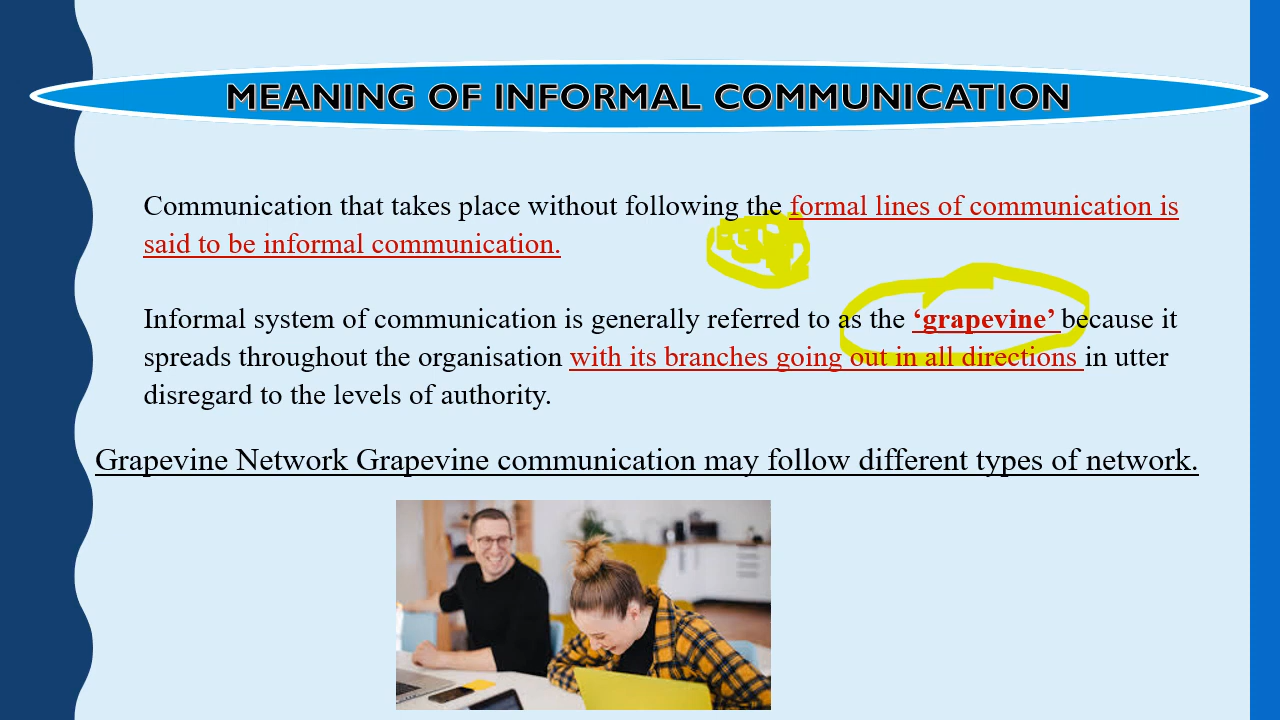 MEANING OF INFORMAL COMMUNICATION
Communication that takes place without following the formal lines of communication is
said to be informal communication.
Informal system of communication is generally referred to as the ‘grapevine’ because it
spreads throughout the organisation with its branches going out in all directions in utter
disregard to the levels of authority.
Grapevine Network Grapevine communication may follow different types of network.